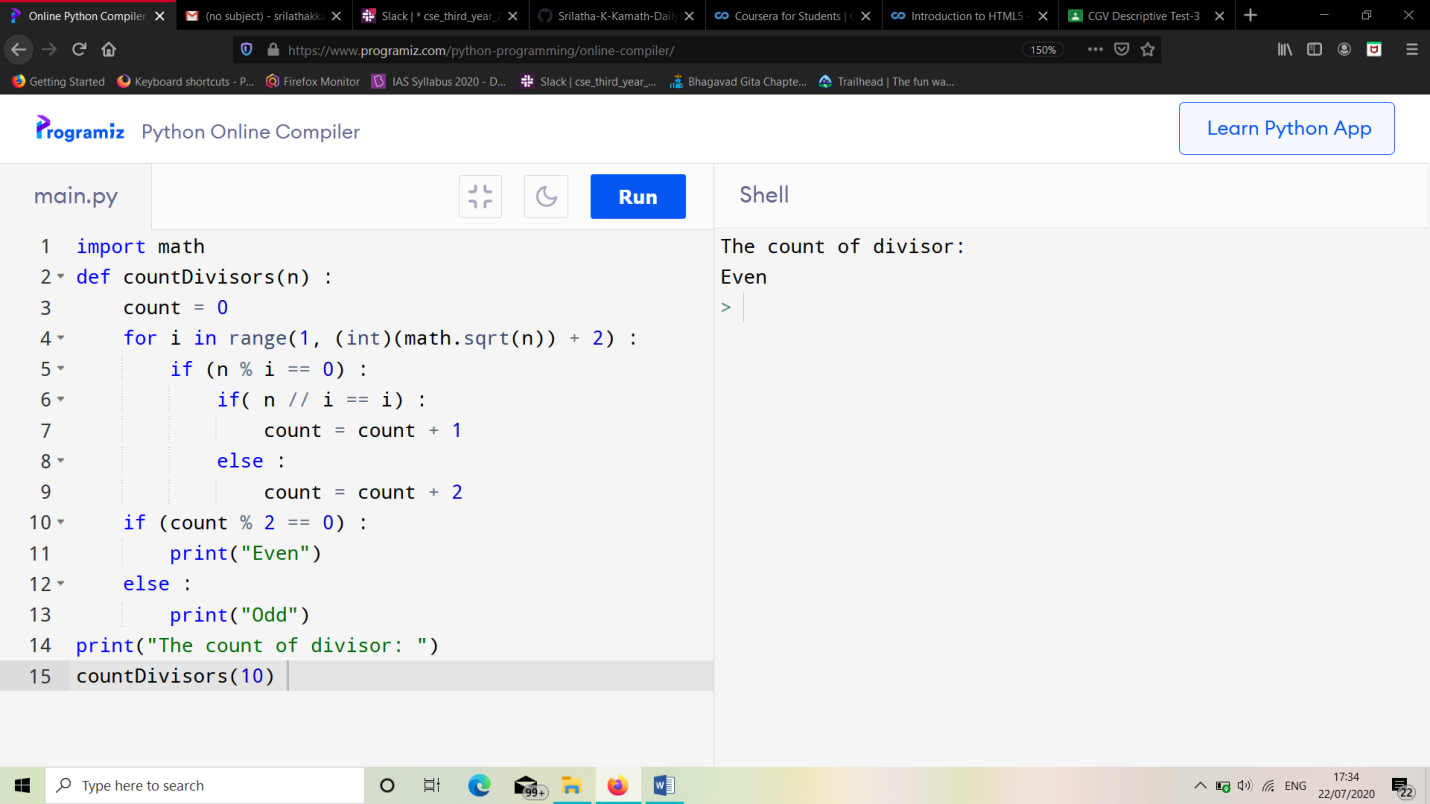 Online Python Compiler
(no subject) - srilathakka
Slack | * cse_third_year_2
Srilatha-K-Kamath-Daily
Coursera for Students | C
Introduction to HTML5 -
CGV Descriptive Test-3
https://www.programiz.com/python-programming/online-compiler/
150%
Getting Started
Keyboard shortcuts - P...
Firefox Monitor
IAS Syllabus 2020 - D...
Slack | cse_third_year_...
Bhagavad Gita Chapte...
Trailhead | The fun wa...
Programiz
Python Online Compiler
Learn Python App
main.py
Run
Shell
1 import math
2 def countDivisors(n) :
3     count = 0
4     for i in range(1, (int)(math.sqrt(n)) + 2) :
5         if (n % i == 0) :
6             if( n // i == i) :
7                 count = count + 1
8             else :
9                 count = count + 2
10     if (count % 2 == 0) :
11         print("Even")
12     else :
13         print("Odd")
14 print("The count of divisor: ")
15 countDivisors(10)
The count of divisor:
Even
>
Type here to search
99+
ENG
17:34
22/07/2020
22